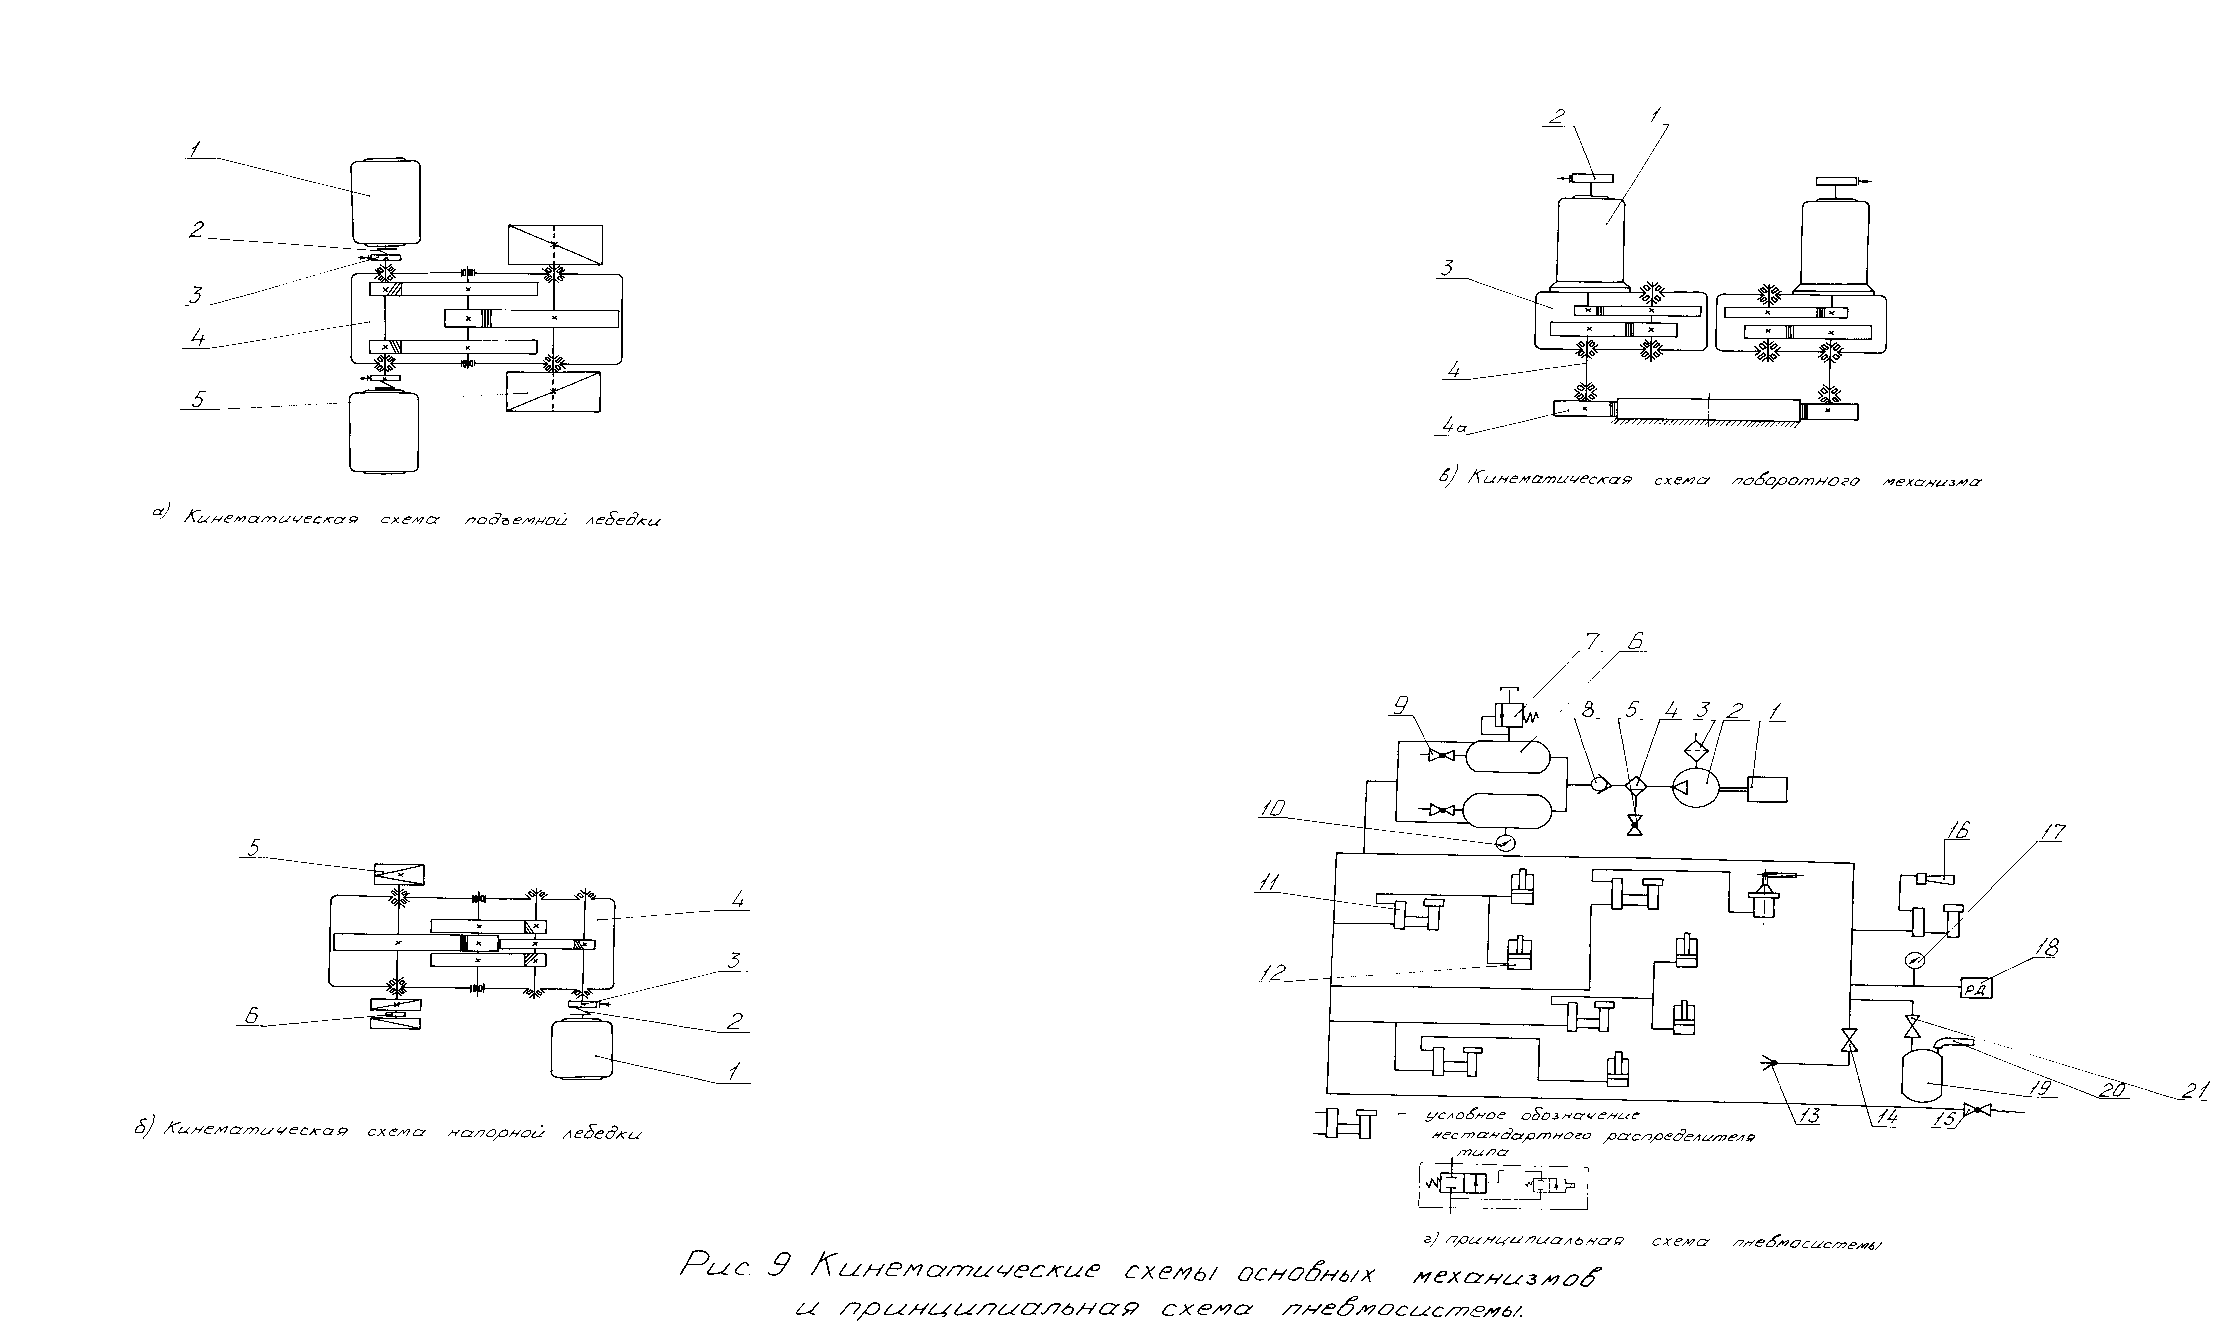 1
2
3
4
5
а) Кинематическая схема подъемной лебедки
2
1
3
4
4а
в) Кинематическая схема поворотного механизма
5
4
3
6
2
1
б) Кинематическая схема напорной лебедки
7 6
9 8 5 4 3 2 1
10
16 17
11
12
18
РД
19 20 21
13 14 15
– условное обозначение
нестандартного распределителя
типа
г) принципиальная схема пневмосистемы
Рис. 9 Кинематические схемы основных механизмов
и принципиальная схема пневмосистемы.